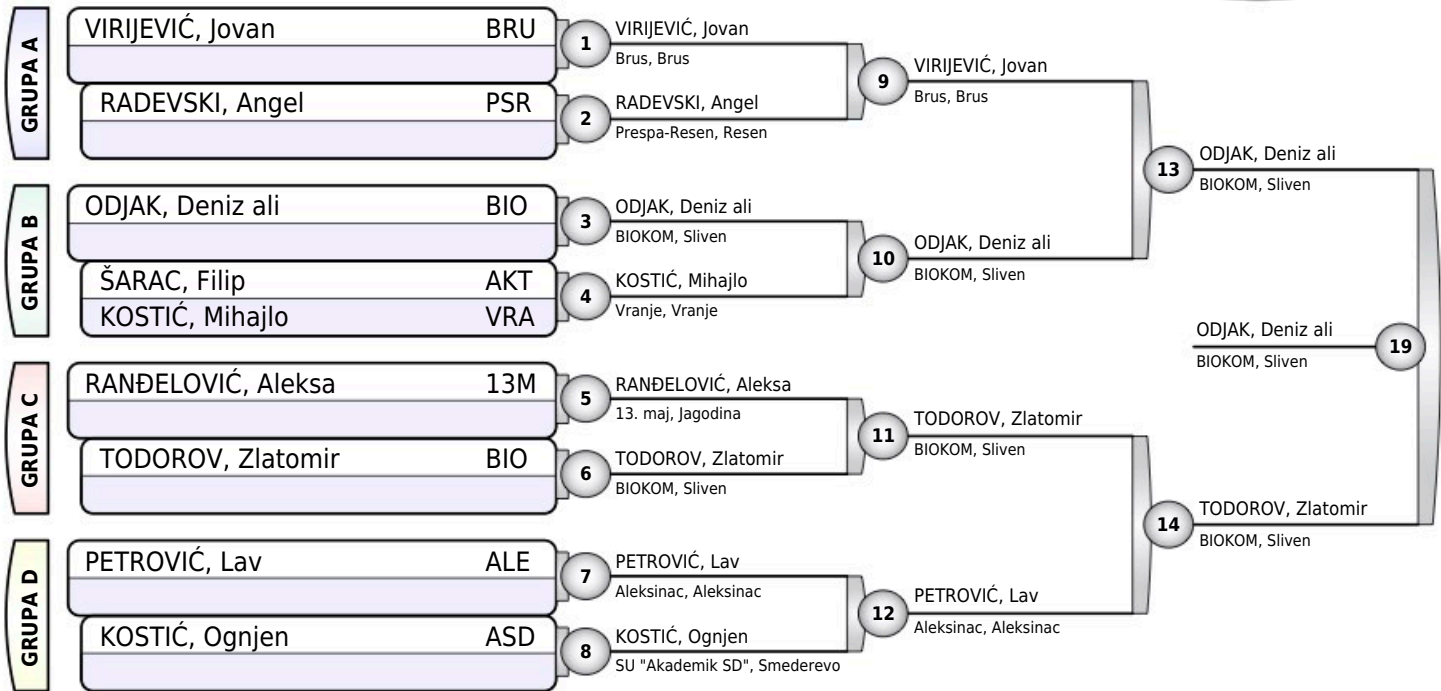 GRUPA A
VIRIJEVIĆ, Jovan BRU
RADEVSKI, Angel PSR
1
VIRIJEVIĆ, Jovan
Brus, Brus
2
RADEVSKI, Angel
Prespa-Resen, Resen
9
VIRIJEVIĆ, Jovan
Brus, Brus
GRUPA B
ODJAK, Deniz ali BIO
ŠARAC, Filip AKT
KOSTIĆ, Mihajlo VRA
3
ODJAK, Deniz ali
BIOKOM, Sliven
4
KOSTIĆ, Mihajlo
Vranje, Vranje
10
ODJAK, Deniz ali
BIOKOM, Sliven
13
ODJAK, Deniz ali
BIOKOM, Sliven
GRUPA C
RANĐELOVIĆ, Aleksa 13M
TODOROV, Zlatomir BIO
5
RANĐELOVIĆ, Aleksa
13. maj, Jagodina
6
TODOROV, Zlatomir
BIOKOM, Sliven
11
TODOROV, Zlatomir
BIOKOM, Sliven
GRUPA D
PETROVIĆ, Lav ALE
KOSTIĆ, Ognjen ASD
7
PETROVIĆ, Lav
Aleksinac, Aleksinac
8
KOSTIĆ, Ognjen
SU "Akademik SD", Smederevo
12
PETROVIĆ, Lav
Aleksinac, Aleksinac
14
TODOROV, Zlatomir
BIOKOM, Sliven
ODJAK, Deniz ali
BIOKOM, Sliven
19